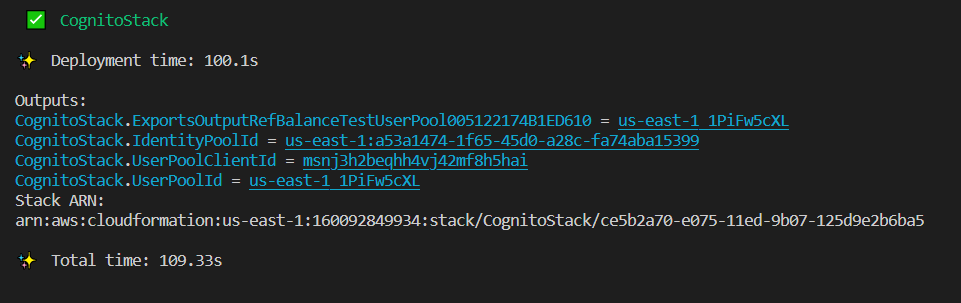 ✅ CognitoStack
✨ Deployment time: 100.1s
Outputs:
CognitoStack.ExportsOutputRefBalanceTestUserPool005122174B1ED610 = us-east-1_1PiFw5cXL
CognitoStack.IdentityPoolId = us-east-1:a53a1474-1f65-45d0-a28c-fa74aba15399
CognitoStack.UserPoolClientId = msnj3h2beqhh4vj42mf8h5hai
CognitoStack.UserPoolId = us-east-1_1PiFw5cXL
Stack ARN:
arn:aws:cloudformation:us-east-1:160092849934:stack/CognitoStack/ce5b2a70-e075-11ed-9b07-125d9e2b6ba5
✨ Total time: 109.33s